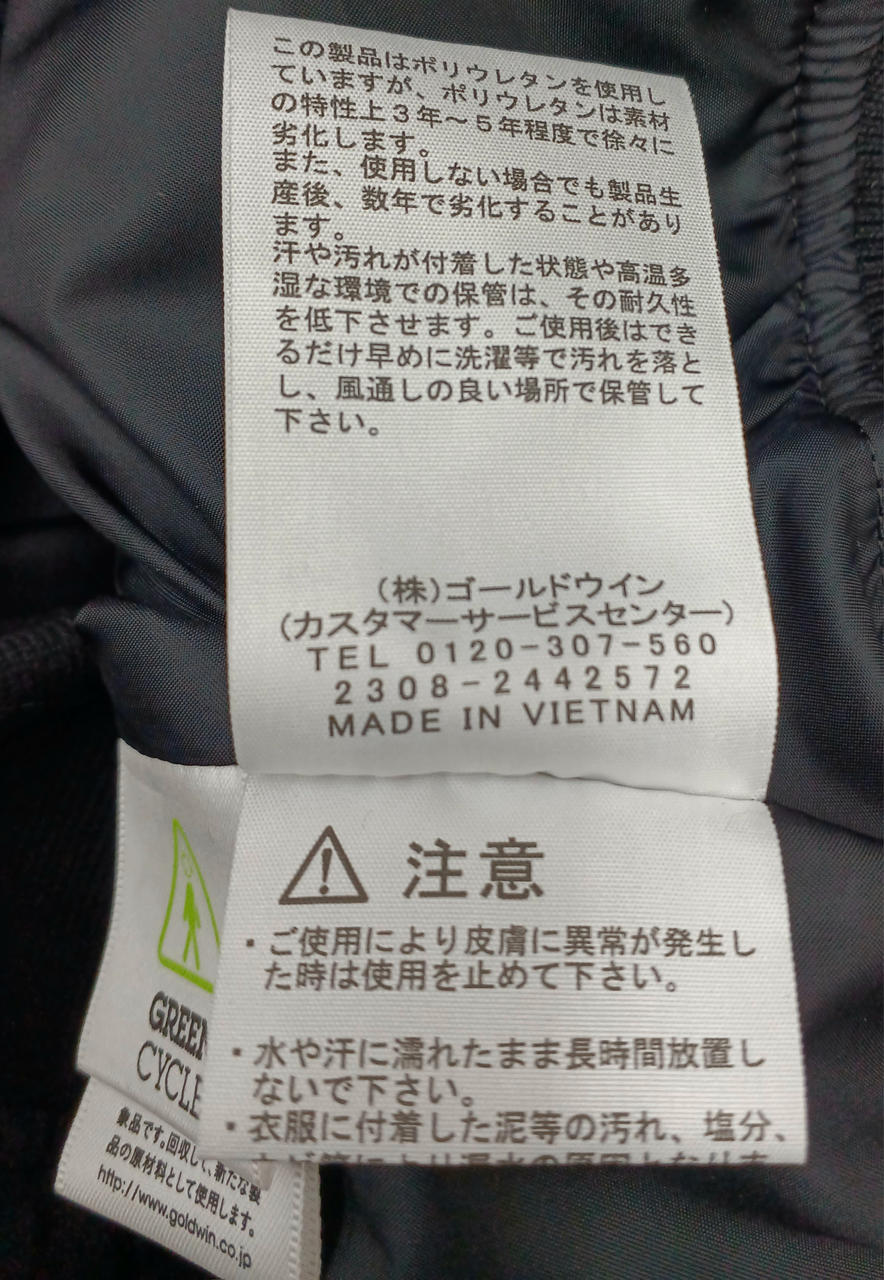 この製品はポリウレタンを使用し
ていますが、ポリウレタンは素材
の特性上3年～5年程度で徐々に
劣化します。
また、使用しない場合でも製品生
産後、数年で劣化することがあり
ます。
汗や汚れが付着した状態や高温多
湿な環境での保管は、その耐久性
を低下させます。ご使用後はでき
るだけ早めに洗濯等で汚れを落と
し、風通しの良い場所で保管して
下さい。
(株)ゴールドウイン
(カスタマーサービスセンター)
TEL 0120-307-560
2308-2442572
MADE IN VIETNAM
注意
・ご使用により皮膚に異常が発生し
た時は使用を止めて下さい。
・水や汗に濡れたまま長時間放置し
ないで下さい。
・衣服に付着した泥等の汚れ、塩分、
GREEN
CYCLE
象品です。回収して、新たな製
品の原材料として使用します。
http://www.goldwin.co.jp